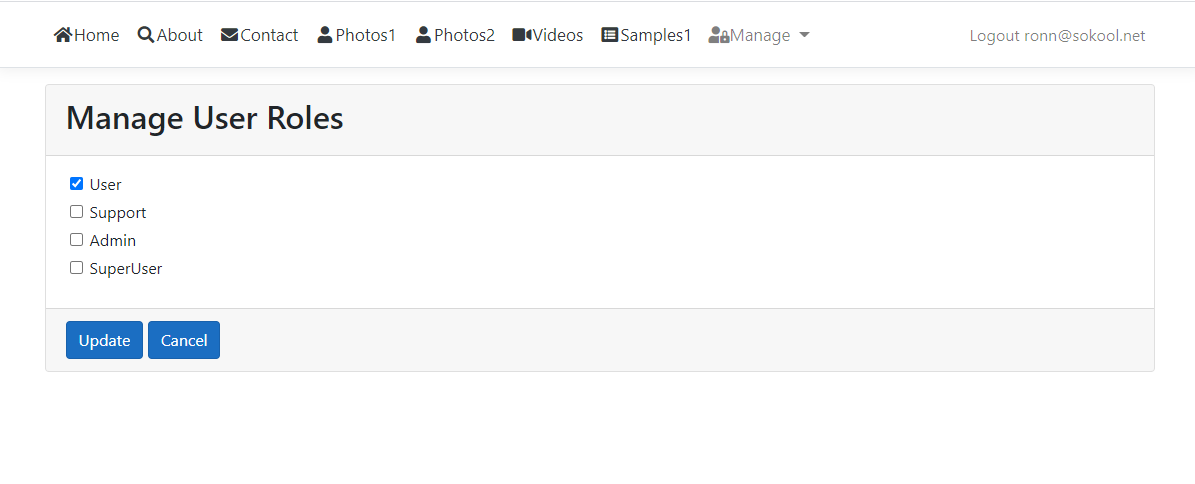 Home About Contact Photos1 Photos2 Videos Samples1 Manage Logout ronn@sokool.net
Manage User Roles
User
Support
Admin
SuperUser
Update Cancel